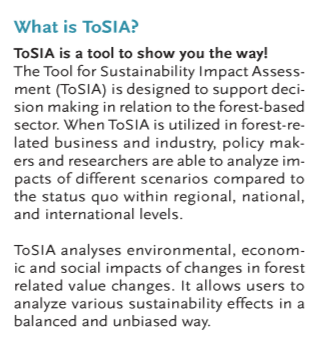 What is ToSIA?
ToSIA is a tool to show you the way!
The Tool for Sustainability Impact Assess-
ment (ToSIA) is designed to support deci-
sion making in relation to the forest-based
sector. When ToSIA is utilized in forest-re-
lated business and industry, policy mak-
ers and researchers are able to analyze im-
pacts of different scenarios compared to
the status quo within regional, national,
and international levels.
ToSIA analyses environmental, econom-
ic and social impacts of changes in forest
related value changes. It allows users to
analyze various sustainability effects in a
balanced and unbiased way.